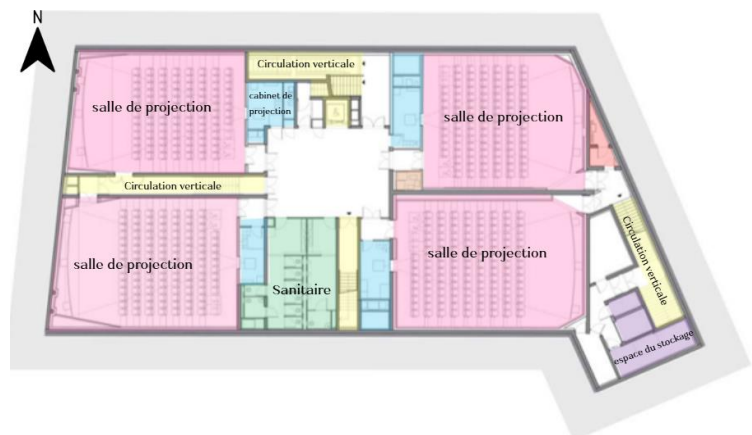 N
Circulation verticale
cabinet de
projection
salle de projection
salle de projection
Circulation verticale
salle de projection
Sanitaire
salle de projection
Circulation verticale
espace du stockage